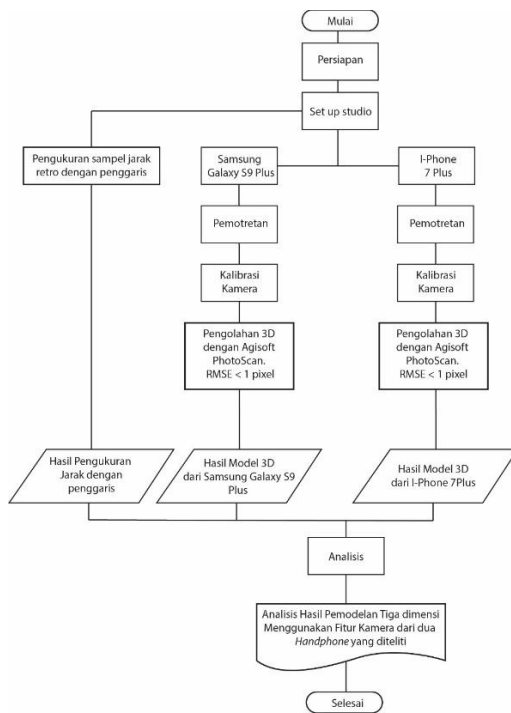 Mulai
Persiapan
Set up studio
Pengukuran sampel jarak
retro dengan penggaris
Samsung
Galaxy S9 Plus
I-Phone
7 Plus
Pemotretan
Pemotretan
Kalibrasi
Kamera
Kalibrasi
Kamera
Pengolahan 3D
dengan Agisoft
PhotoScan.
RMSE < 1 pixel
Pengolahan 3D
dengan Agisoft
PhotoScan.
RMSE < 1 pixel
Hasil Pengukuran
Jarak dengan
penggaris
Hasil Model 3D
dari Samsung Galaxy S9
Plus
Hasil Model 3D
dari I-Phone 7Plus
Analisis
Analisis Hasil Pemodelan Tiga dimensi
Menggunakan Fitur Kamera dari dua
Handphone yang diteliti
Selesai